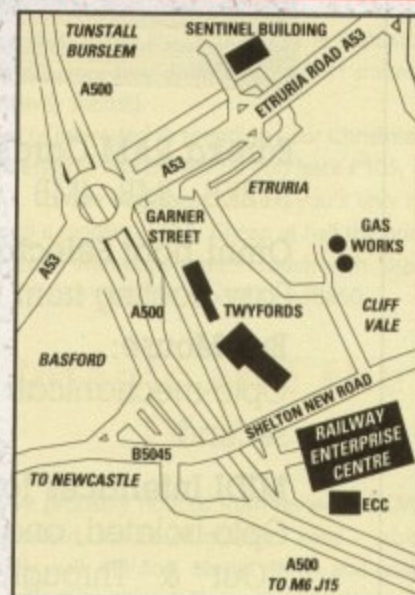 TUNSTALL
BURSLEM
SENTINEL BUILDING
A500
ETRURIA ROAD A53
A53
ETRURIA
GARNER
STREET
GAS
WORKS
A53
A500
TWYFORDS
CLIFF
VALE
BASFORD
SHELTON NEW ROAD
B5045
RAILWAY
ENTERPRISE
CENTRE
TO NEWCASTLE
ECC
A500
TO M6 J15